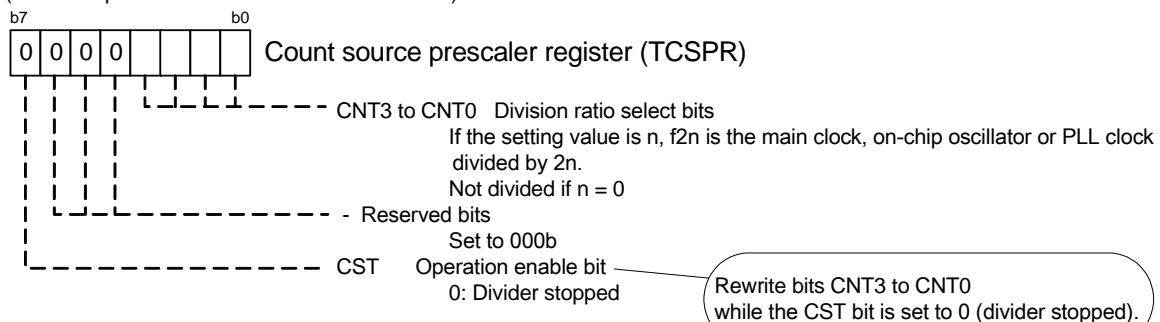 b7 b0
0 0 0 0 Count source prescaler register (TCSPR)
CNT3 to CNT0 Division ratio select bits
If the setting value is n, f2n is the main clock, on-chip oscillator or PLL clock
divided by 2n.
Not divided if n = 0
- Reserved bits
Set to 000b
CST Operation enable bit
0: Divider stopped
Rewrite bits CNT3 to CNT0
while the CST bit is set to 0 (divider stopped).